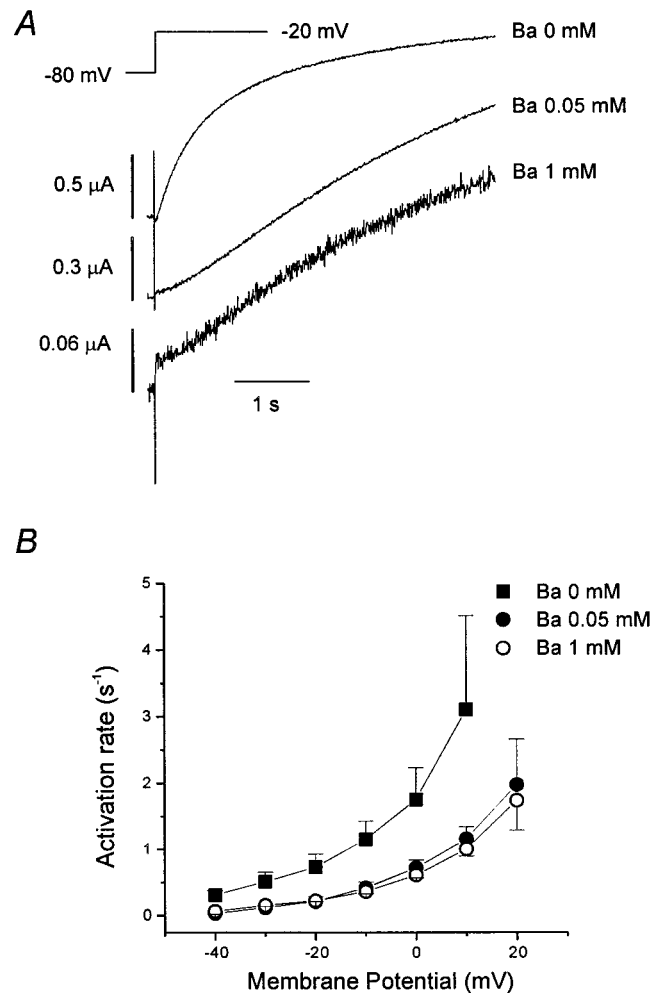 A
-20 mV
Ba 0 mM
-80 mV
Ba 0.05 mM
Ba 1 mM
0.5 μA
0.3 μA
0.06 μA
1 s
B
5
4
3
2
1
0
Activation rate (s⁻¹)
Ba 0 mM
Ba 0.05 mM
Ba 1 mM
-40
-20
0
20
Membrane Potential (mV)